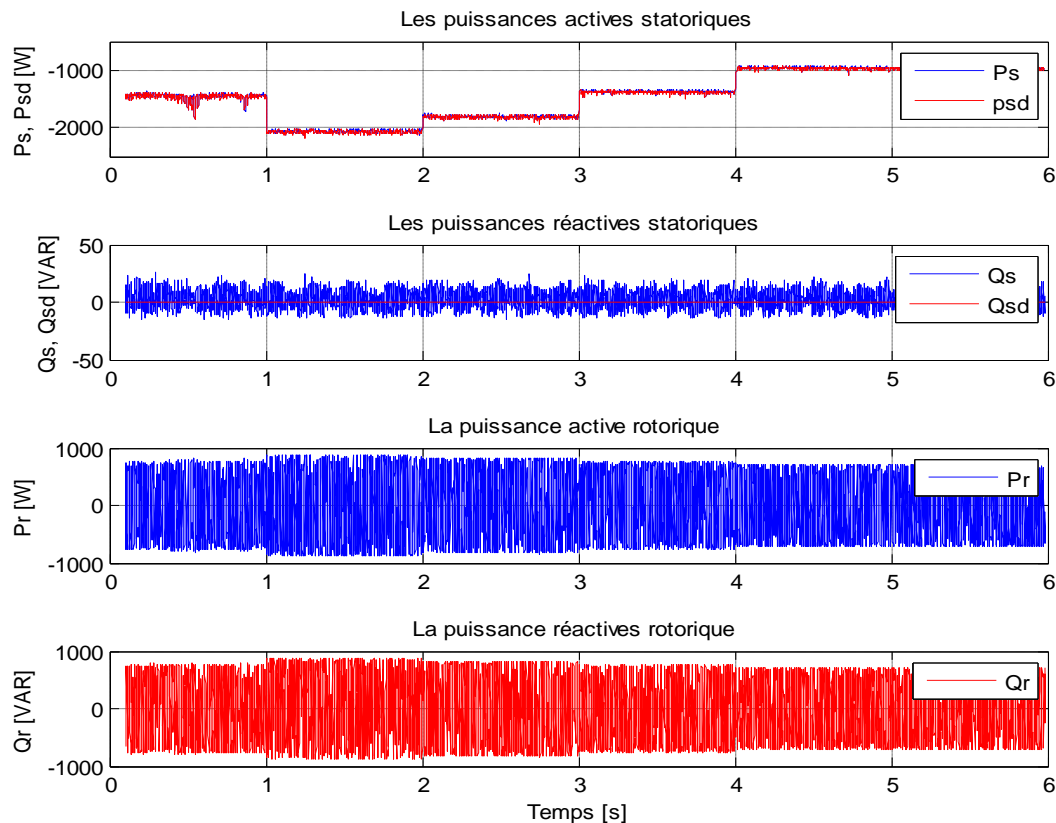 Les puissances actives statoriques
Ps, Psd [W]
-1000
-2000
Ps
psd
0 1 2 3 4 5 6
Les puissances réactives statoriques
Qs, Qsd [VAR]
50
0
-50
Qs
Qsd
0 1 2 3 4 5 6
La puissance active rotorique
Pr [W]
1000
0
-1000
Pr
0 1 2 3 4 5 6
La puissance réactives rotorique
Qr [VAR]
1000
0
-1000
Qr
0 1 2 3 4 5 6
Temps [s]